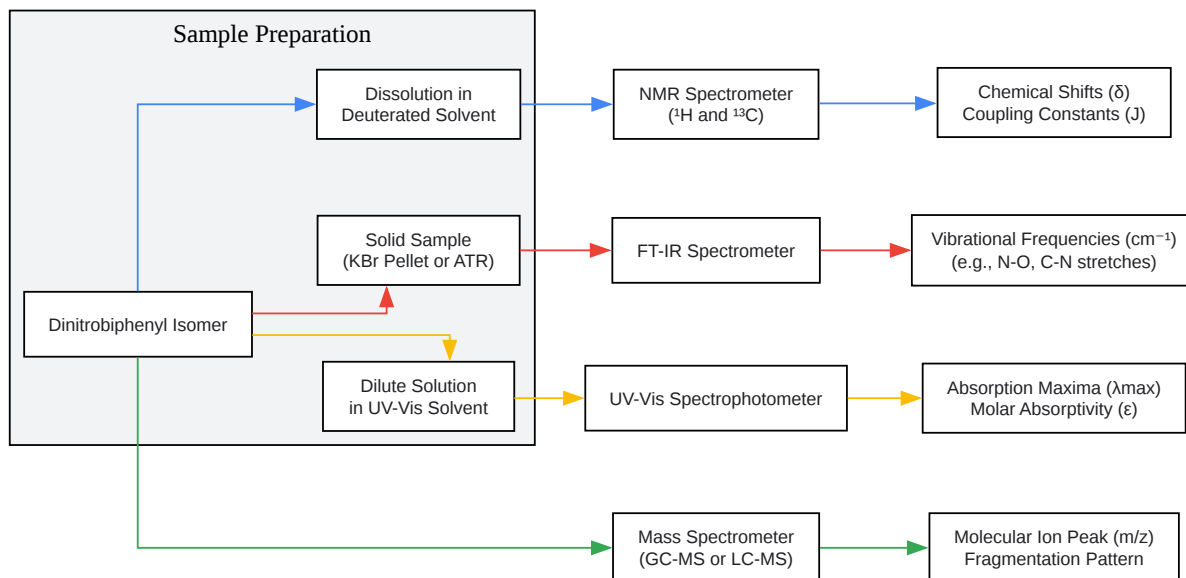 Sample Preparation
Dissolution in
Deuterated Solvent
NMR Spectrometer
(¹H and ¹³C)
Chemical Shifts (δ)
Coupling Constants (J)
Solid Sample
(KBr Pellet or ATR)
FT-IR Spectrometer
Vibrational Frequencies (cm⁻¹)
(e.g., N-O, C-N stretches)
Dinitrobiphenyl Isomer
Dilute Solution
in UV-Vis Solvent
UV-Vis Spectrophotometer
Absorption Maxima (λmax)
Molar Absorptivity (ε)
Mass Spectrometer
(GC-MS or LC-MS)
Molecular Ion Peak (m/z)
Fragmentation Pattern